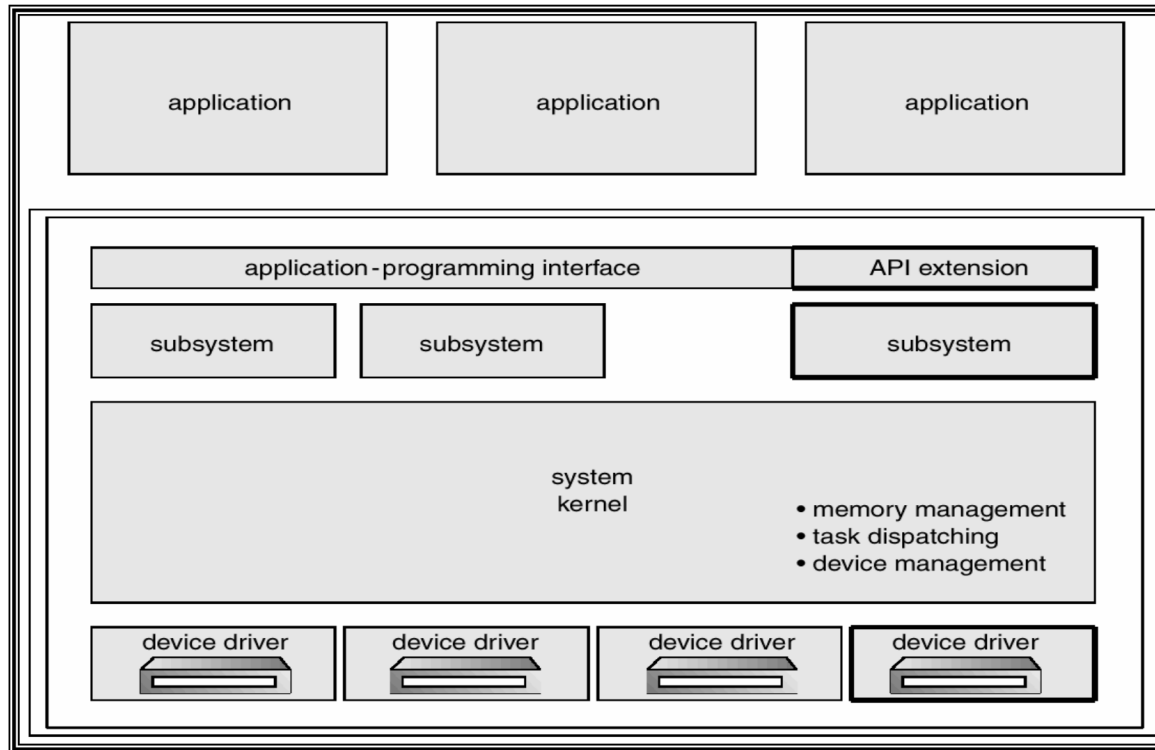 application application application
application-programming interface API extension
subsystem subsystem subsystem
system
kernel
• memory management
• task dispatching
• device management
device driver device driver device driver device driver